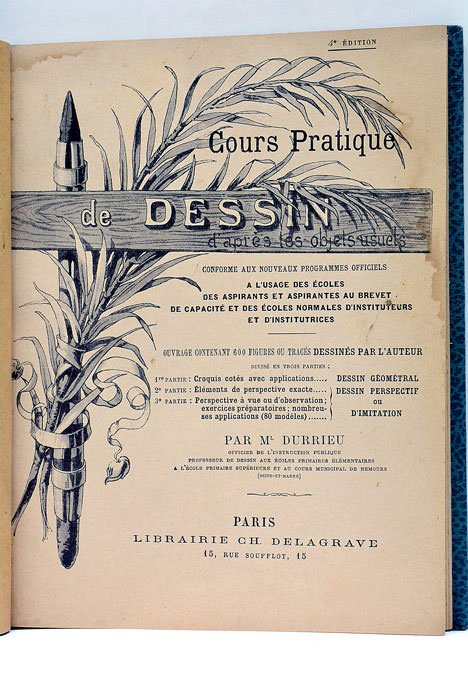 4e ÉDITION
Cours Pratique
de DESSIN
d'après les objets usuels
CONFORME AUX NOUVEAUX PROGRAMMES OFFICIELS
A L'USAGE DES ÉCOLES
DES ASPIRANTS ET ASPIRANTES AU BREVET
DE CAPACITÉ ET DES ÉCOLES NORMALES D'INSTITUTEURS
ET D'INSTITUTRICES
OUVRAGE CONTENANT 600 FIGURES OU TRACÉS DESSINÉS PAR L'AUTEUR
DIVISÉ EN TROIS PARTIES :
1re PARTIE : Croquis cotés avec applications..... DESSIN GÉOMÉTRAL
2e PARTIE : Éléments de perspective exacte..... DESSIN PERSPECTIF
3e PARTIE : Perspective à vue ou d'observation; ou
exercices préparatoires; nombreu- D'IMITATION
ses applications (80 modèles)......
PAR ML DURRIEU
OFFICIER DE L'INSTRUCTION PUBLIQUE
PROFESSEUR DE DESSIN AUX ÉCOLES PRIMAIRES ÉLÉMENTAIRES
A L'ÉCOLE PRIMAIRE SUPÉRIEURE ET AU COURS MUNICIPAL DE NEMOURS
(SEINE-ET-MARNE)
PARIS
LIBRAIRIE CH. DELAGRAVE
15, RUE SOUFFLOT, 15